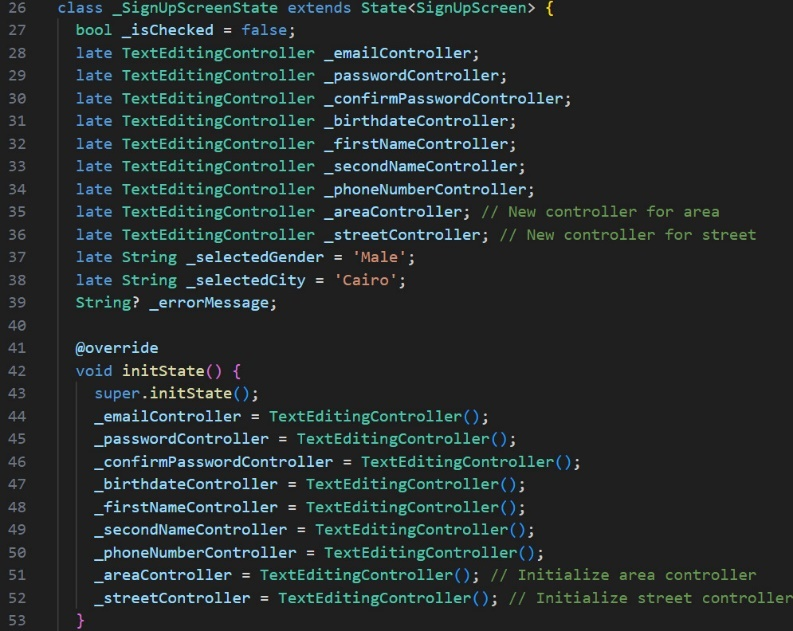 26 class _SignUpScreenState extends State<SignUpScreen> {
27 bool _isChecked = false;
28 late TextEditingController _emailController;
29 late TextEditingController _passwordController;
30 late TextEditingController _confirmPasswordController;
31 late TextEditingController _birthdateController;
32 late TextEditingController _firstNameController;
33 late TextEditingController _secondNameController;
34 late TextEditingController _phoneNumberController;
35 late TextEditingController _areaController; // New controller for area
36 late TextEditingController _streetController; // New controller for street
37 late String _selectedGender = 'Male';
38 late String _selectedCity = 'Cairo';
39 String? _errorMessage;
40
41 @override
42 void initState() {
43 super.initState();
44 _emailController = TextEditingController();
45 _passwordController = TextEditingController();
46 _confirmPasswordController = TextEditingController();
47 _birthdateController = TextEditingController();
48 _firstNameController = TextEditingController();
49 _secondNameController = TextEditingController();
50 _phoneNumberController = TextEditingController();
51 _areaController = TextEditingController(); // Initialize area controller
52 _streetController = TextEditingController(); // Initialize street controller
53 }